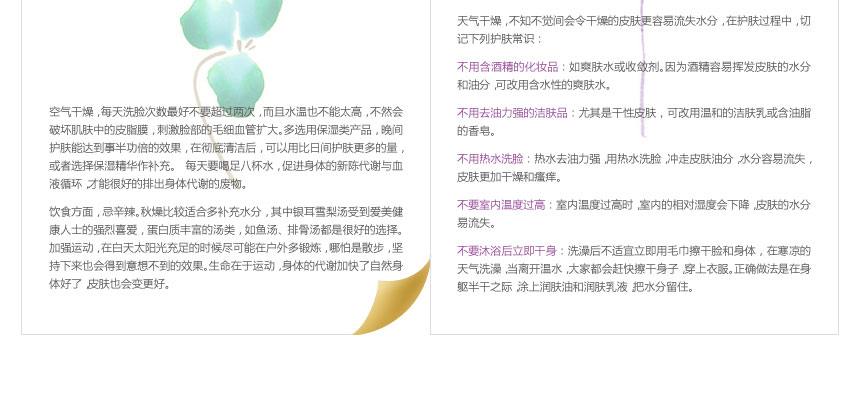 空气干燥，每天洗脸次数最好不要超过两次，而且水温也不能太高，不然会
破坏肌肤中的皮脂膜，刺激脸部的毛细血管扩大。多选用保湿类产品，晚间
护肤能达到事半功倍的效果，在彻底清洁后，可以用比日间护肤更多的量，
或者选择保湿精华作补充。 每天要喝足八杯水，促进身体的新陈代谢与血
液循环，才能很好的排出身体代谢的废物。
饮食方面，忌辛辣。秋燥比较适合多补充水分，其中银耳雪梨汤受到爱美健
康人士的强烈喜爱，蛋白质丰富的汤类，如鱼汤、排骨汤都是很好的选择。
加强运动，在白天太阳光充足的时候尽可能在户外多锻炼，哪怕是散步，坚
持下来也会得到意想不到的效果。生命在于运动，身体的代谢加快了自然身
体好了，皮肤也会变更好。
天气干燥，不知不觉间会令干燥的皮肤更容易流失水分，在护肤过程中，切
记下列护肤常识：
不用含酒精的化妆品：如爽肤水或收敛剂。因为酒精容易挥发皮肤的水分
和油分，可改用含水性的爽肤水。
不用去油力强的洁肤品：尤其是干性皮肤，可改用温和的洁肤乳或含油脂
的香皂。
不用热水洗脸：热水去油力强，用热水洗脸，冲走皮肤油分，水分容易流失，
皮肤更加干燥和瘙痒。
不要室内温度过高：室内温度过高时，室内的相对湿度会下降，皮肤的水分
易流失。
不要沐浴后立即干身：洗澡后不适宜立即用毛巾擦干脸和身体，在寒凉的
天气洗澡，当离开温水，大家都会赶快擦干身子，穿上衣服。正确做法是在身
躯半干之际，涂上润肤油和润肤乳液，把水分留住。